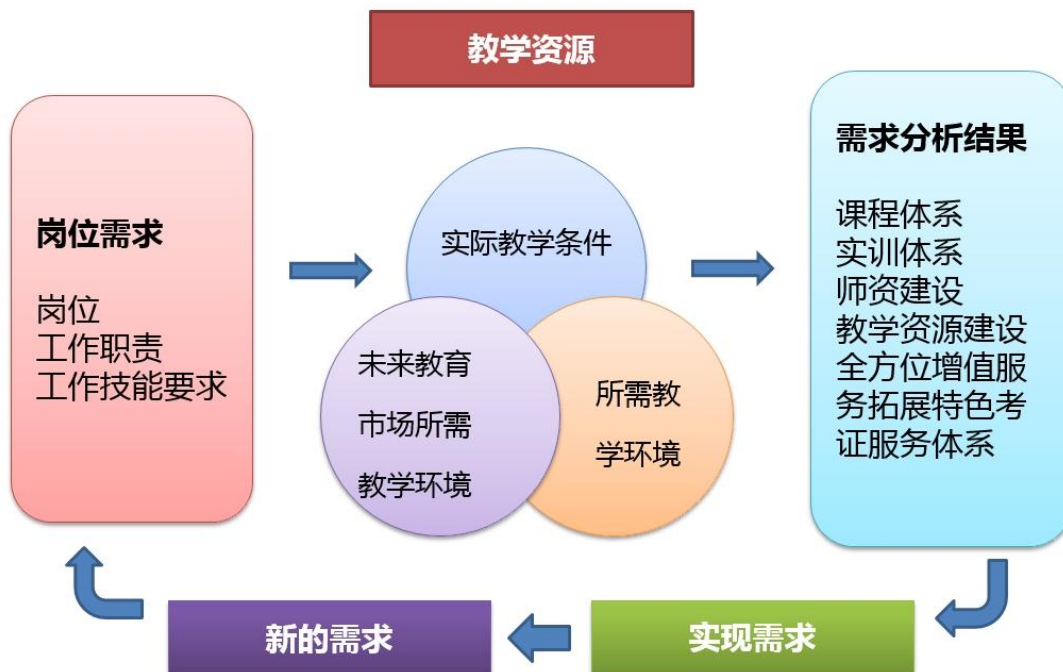 教学资源
岗位需求
岗位
工作职责
工作技能要求
实际教学条件
未来教育
市场所需
教学环境
所需教
学环境
需求分析结果
课程体系
实训体系
师资建设
教学资源建设
全方位增值服
务拓展特色考
证服务体系
新的需求
实现需求